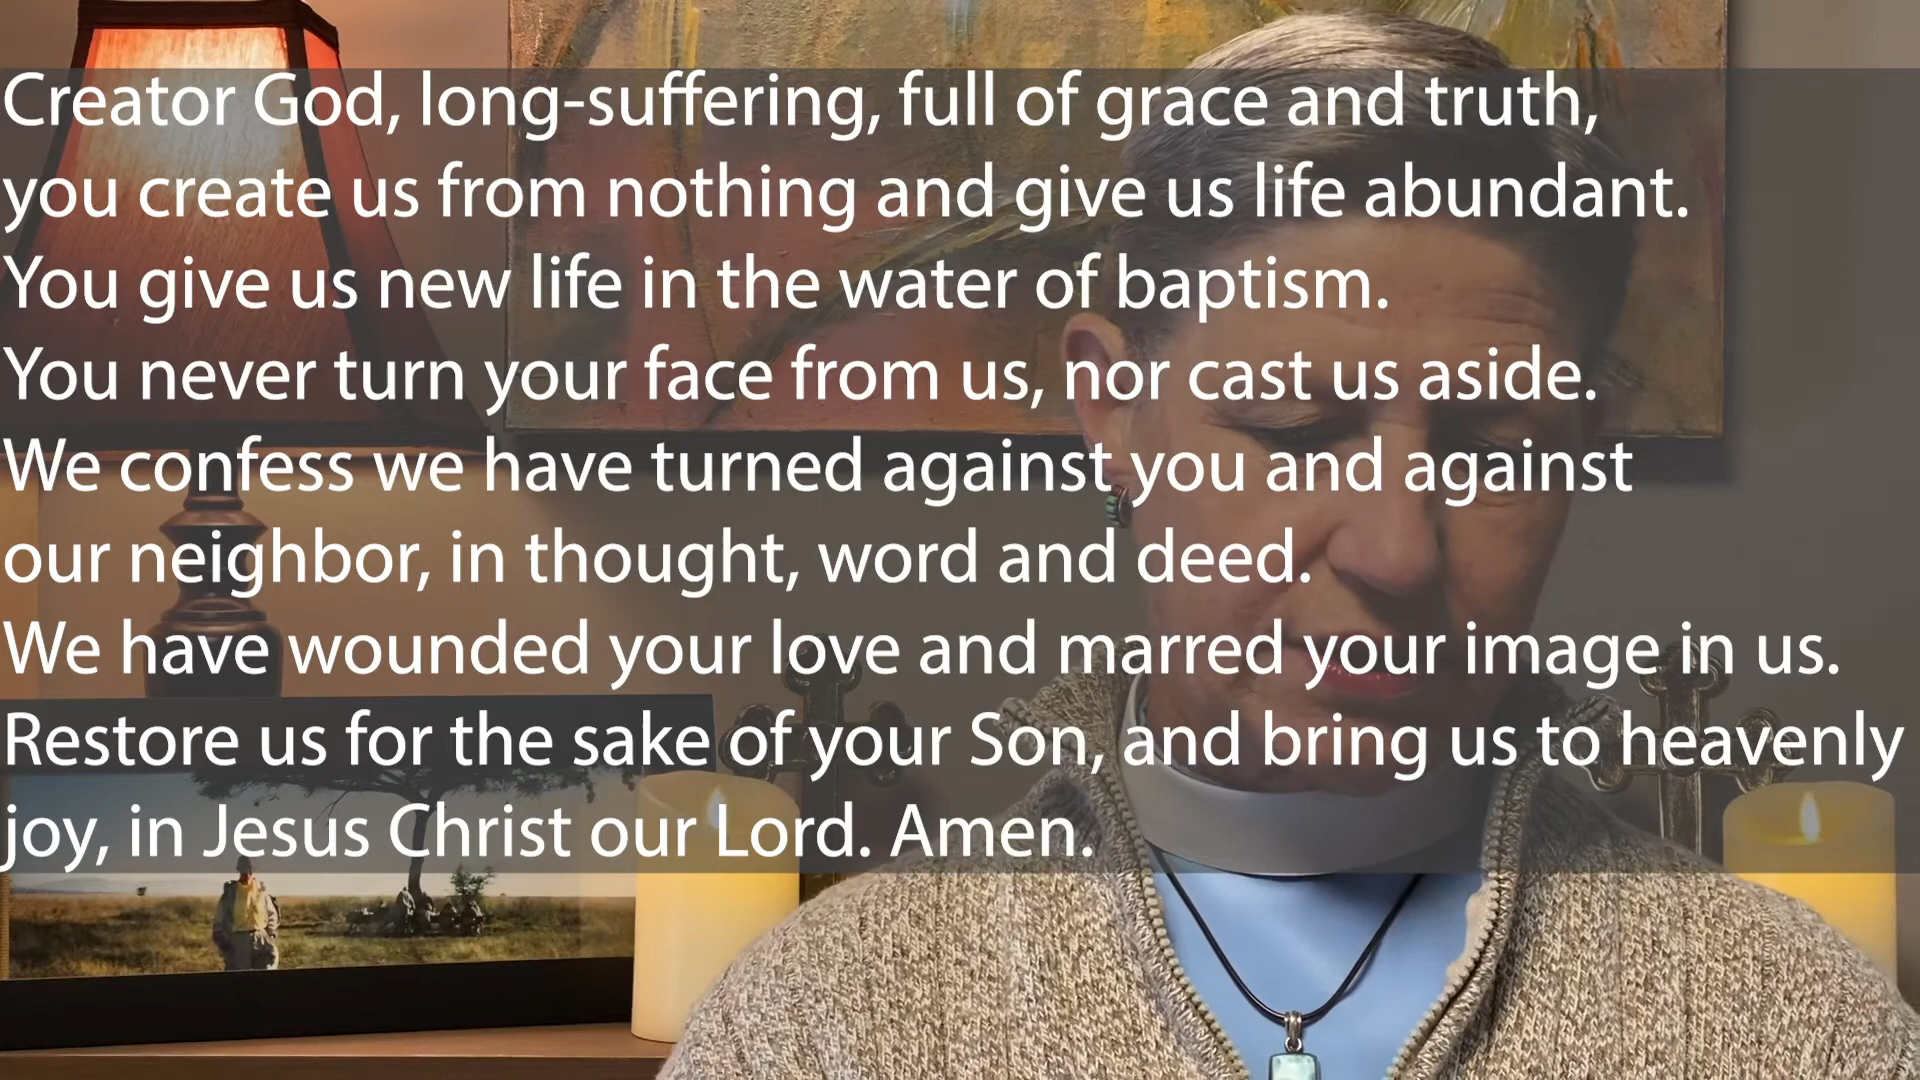 Creator God, long-suffering, full of grace and truth,
you create us from nothing and give us life abundant.
You give us new life in the water of baptism.
You never turn your face from us, nor cast us aside.
We confess we have turned against you and against
our neighbor, in thought, word and deed.
We have wounded your love and marred your image in us.
Restore us for the sake of your Son, and bring us to heavenly
joy, in Jesus Christ our Lord. Amen.